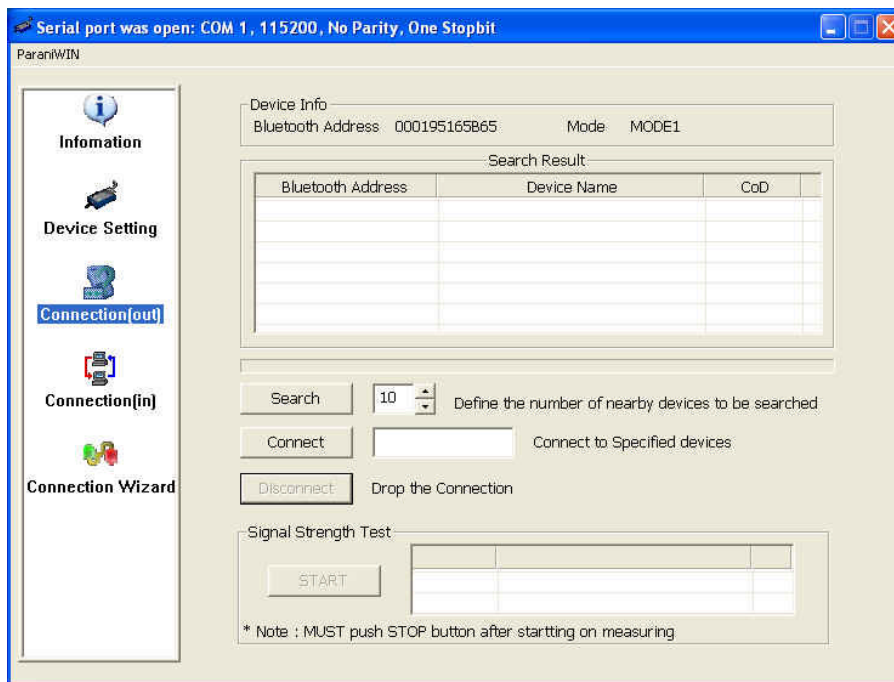 Serial port was open: COM 1, 115200, No Parity, One Stopbit
ParaniWIN
Infomation
Device Setting
Connection(out)
Connection(in)
Connection Wizard
Device Info
Bluetooth Address 000195165B65 Mode MODE1
Search Result
Bluetooth Address Device Name CoD
Search 10 Define the number of nearby devices to be searched
Connect Connect to Specified devices
Disconnect Drop the Connection
Signal Strength Test
START
* Note : MUST push STOP button after startting on measuring